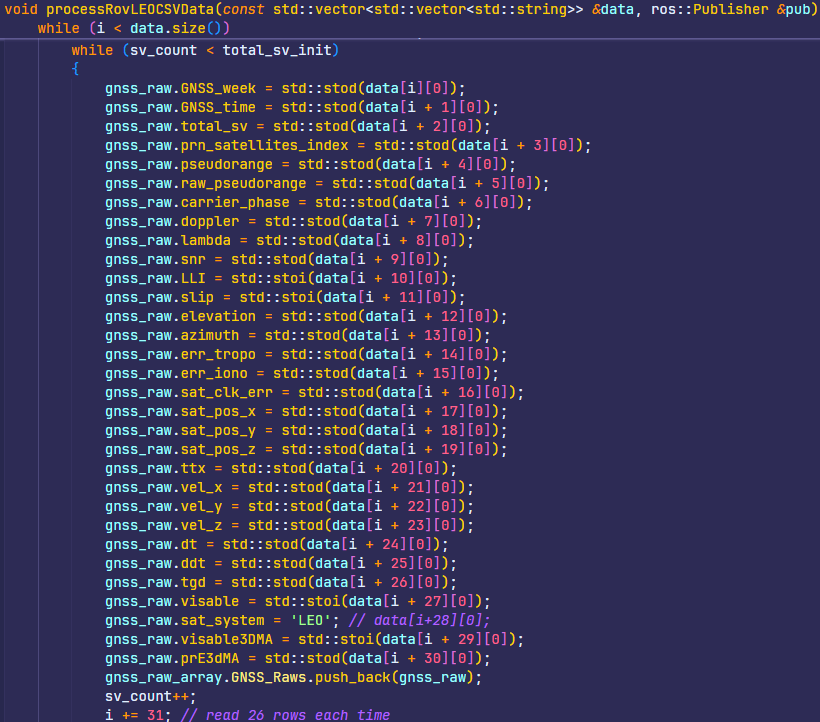 void processRovLEOCSVData(const std::vector<std::vector<std::string>> &data, ros::Publisher &pub)
while (i < data.size())
while (sv_count < total_sv_init)
{
gnss_raw.GNSS_week = std::stod(data[i][0]);
gnss_raw.GNSS_time = std::stod(data[i + 1][0]);
gnss_raw.total_sv = std::stod(data[i + 2][0]);
gnss_raw.prn_satellites_index = std::stod(data[i + 3][0]);
gnss_raw.pseudorange = std::stod(data[i + 4][0]);
gnss_raw.raw_pseudorange = std::stod(data[i + 5][0]);
gnss_raw.carrier_phase = std::stod(data[i + 6][0]);
gnss_raw.doppler = std::stod(data[i + 7][0]);
gnss_raw.lambda = std::stod(data[i + 8][0]);
gnss_raw.snr = std::stod(data[i + 9][0]);
gnss_raw.LLI = std::stoi(data[i + 10][0]);
gnss_raw.slip = std::stoi(data[i + 11][0]);
gnss_raw.elevation = std::stod(data[i + 12][0]);
gnss_raw.azimuth = std::stod(data[i + 13][0]);
gnss_raw.err_tropo = std::stod(data[i + 14][0]);
gnss_raw.err_iono = std::stod(data[i + 15][0]);
gnss_raw.sat_clk_err = std::stod(data[i + 16][0]);
gnss_raw.sat_pos_x = std::stod(data[i + 17][0]);
gnss_raw.sat_pos_y = std::stod(data[i + 18][0]);
gnss_raw.sat_pos_z = std::stod(data[i + 19][0]);
gnss_raw.ttx = std::stod(data[i + 20][0]);
gnss_raw.vel_x = std::stod(data[i + 21][0]);
gnss_raw.vel_y = std::stod(data[i + 22][0]);
gnss_raw.vel_z = std::stod(data[i + 23][0]);
gnss_raw.dt = std::stod(data[i + 24][0]);
gnss_raw.ddt = std::stod(data[i + 25][0]);
gnss_raw.tgd = std::stod(data[i + 26][0]);
gnss_raw.visable = std::stoi(data[i + 27][0]);
gnss_raw.sat_system = 'LEO'; // data[i+28][0];
gnss_raw.visable3DMA = std::stoi(data[i + 29][0]);
gnss_raw.prE3dMA = std::stod(data[i + 30][0]);
gnss_raw_array.GNSS_Raws.push_back(gnss_raw);
sv_count++;
i += 31; // read 26 rows each time